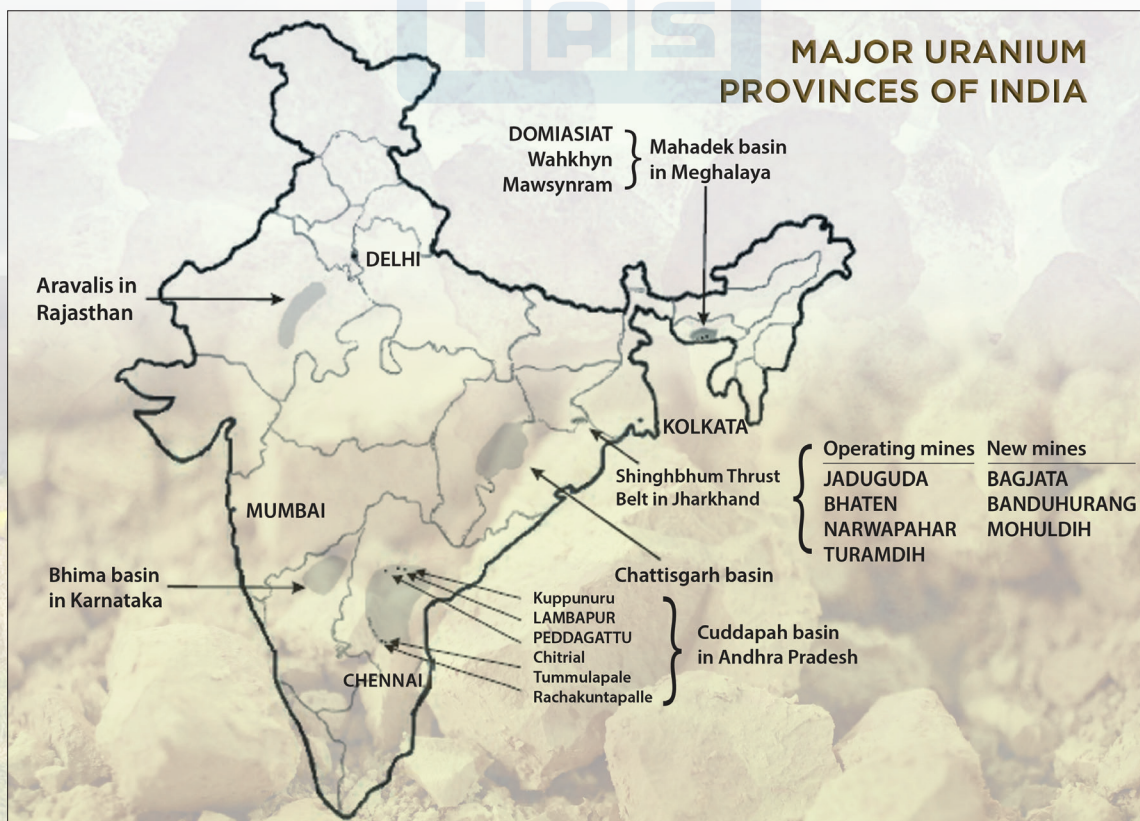 IAS
MAJOR URANIUM
PROVINCES OF INDIA
DOMIASIAT
Wahkhyn
Mawsynram
Mahadek basin
in Meghalaya
DELHI
Aravalis in
Rajasthan
KOLKATA
Shinghbhum Thrust
Belt in Jharkhand
Operating mines New mines
JADUGUDA BAGJATA
BHATEN BANDUHURANG
NARWAPAHAR MOHULDIH
TURAMDIH
MUMBAI
Bhima basin
in Karnataka
Chattisgarh basin
Kuppunuru
LAMBAPUR
PEDDAGATTU
Chitrial
Tummulapale
Rachakuntapalle
Cuddapah basin
in Andhra Pradesh
CHENNAI